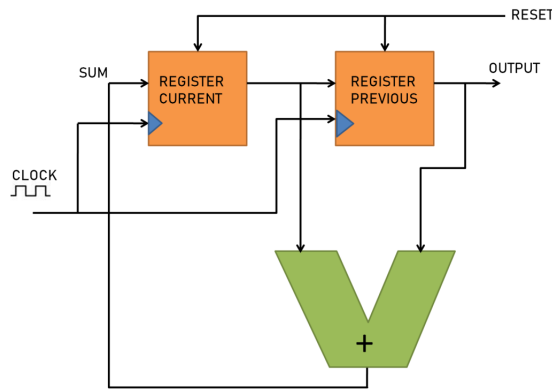 RESET
SUM
REGISTER
CURRENT
REGISTER
PREVIOUS
OUTPUT
CLOCK
+